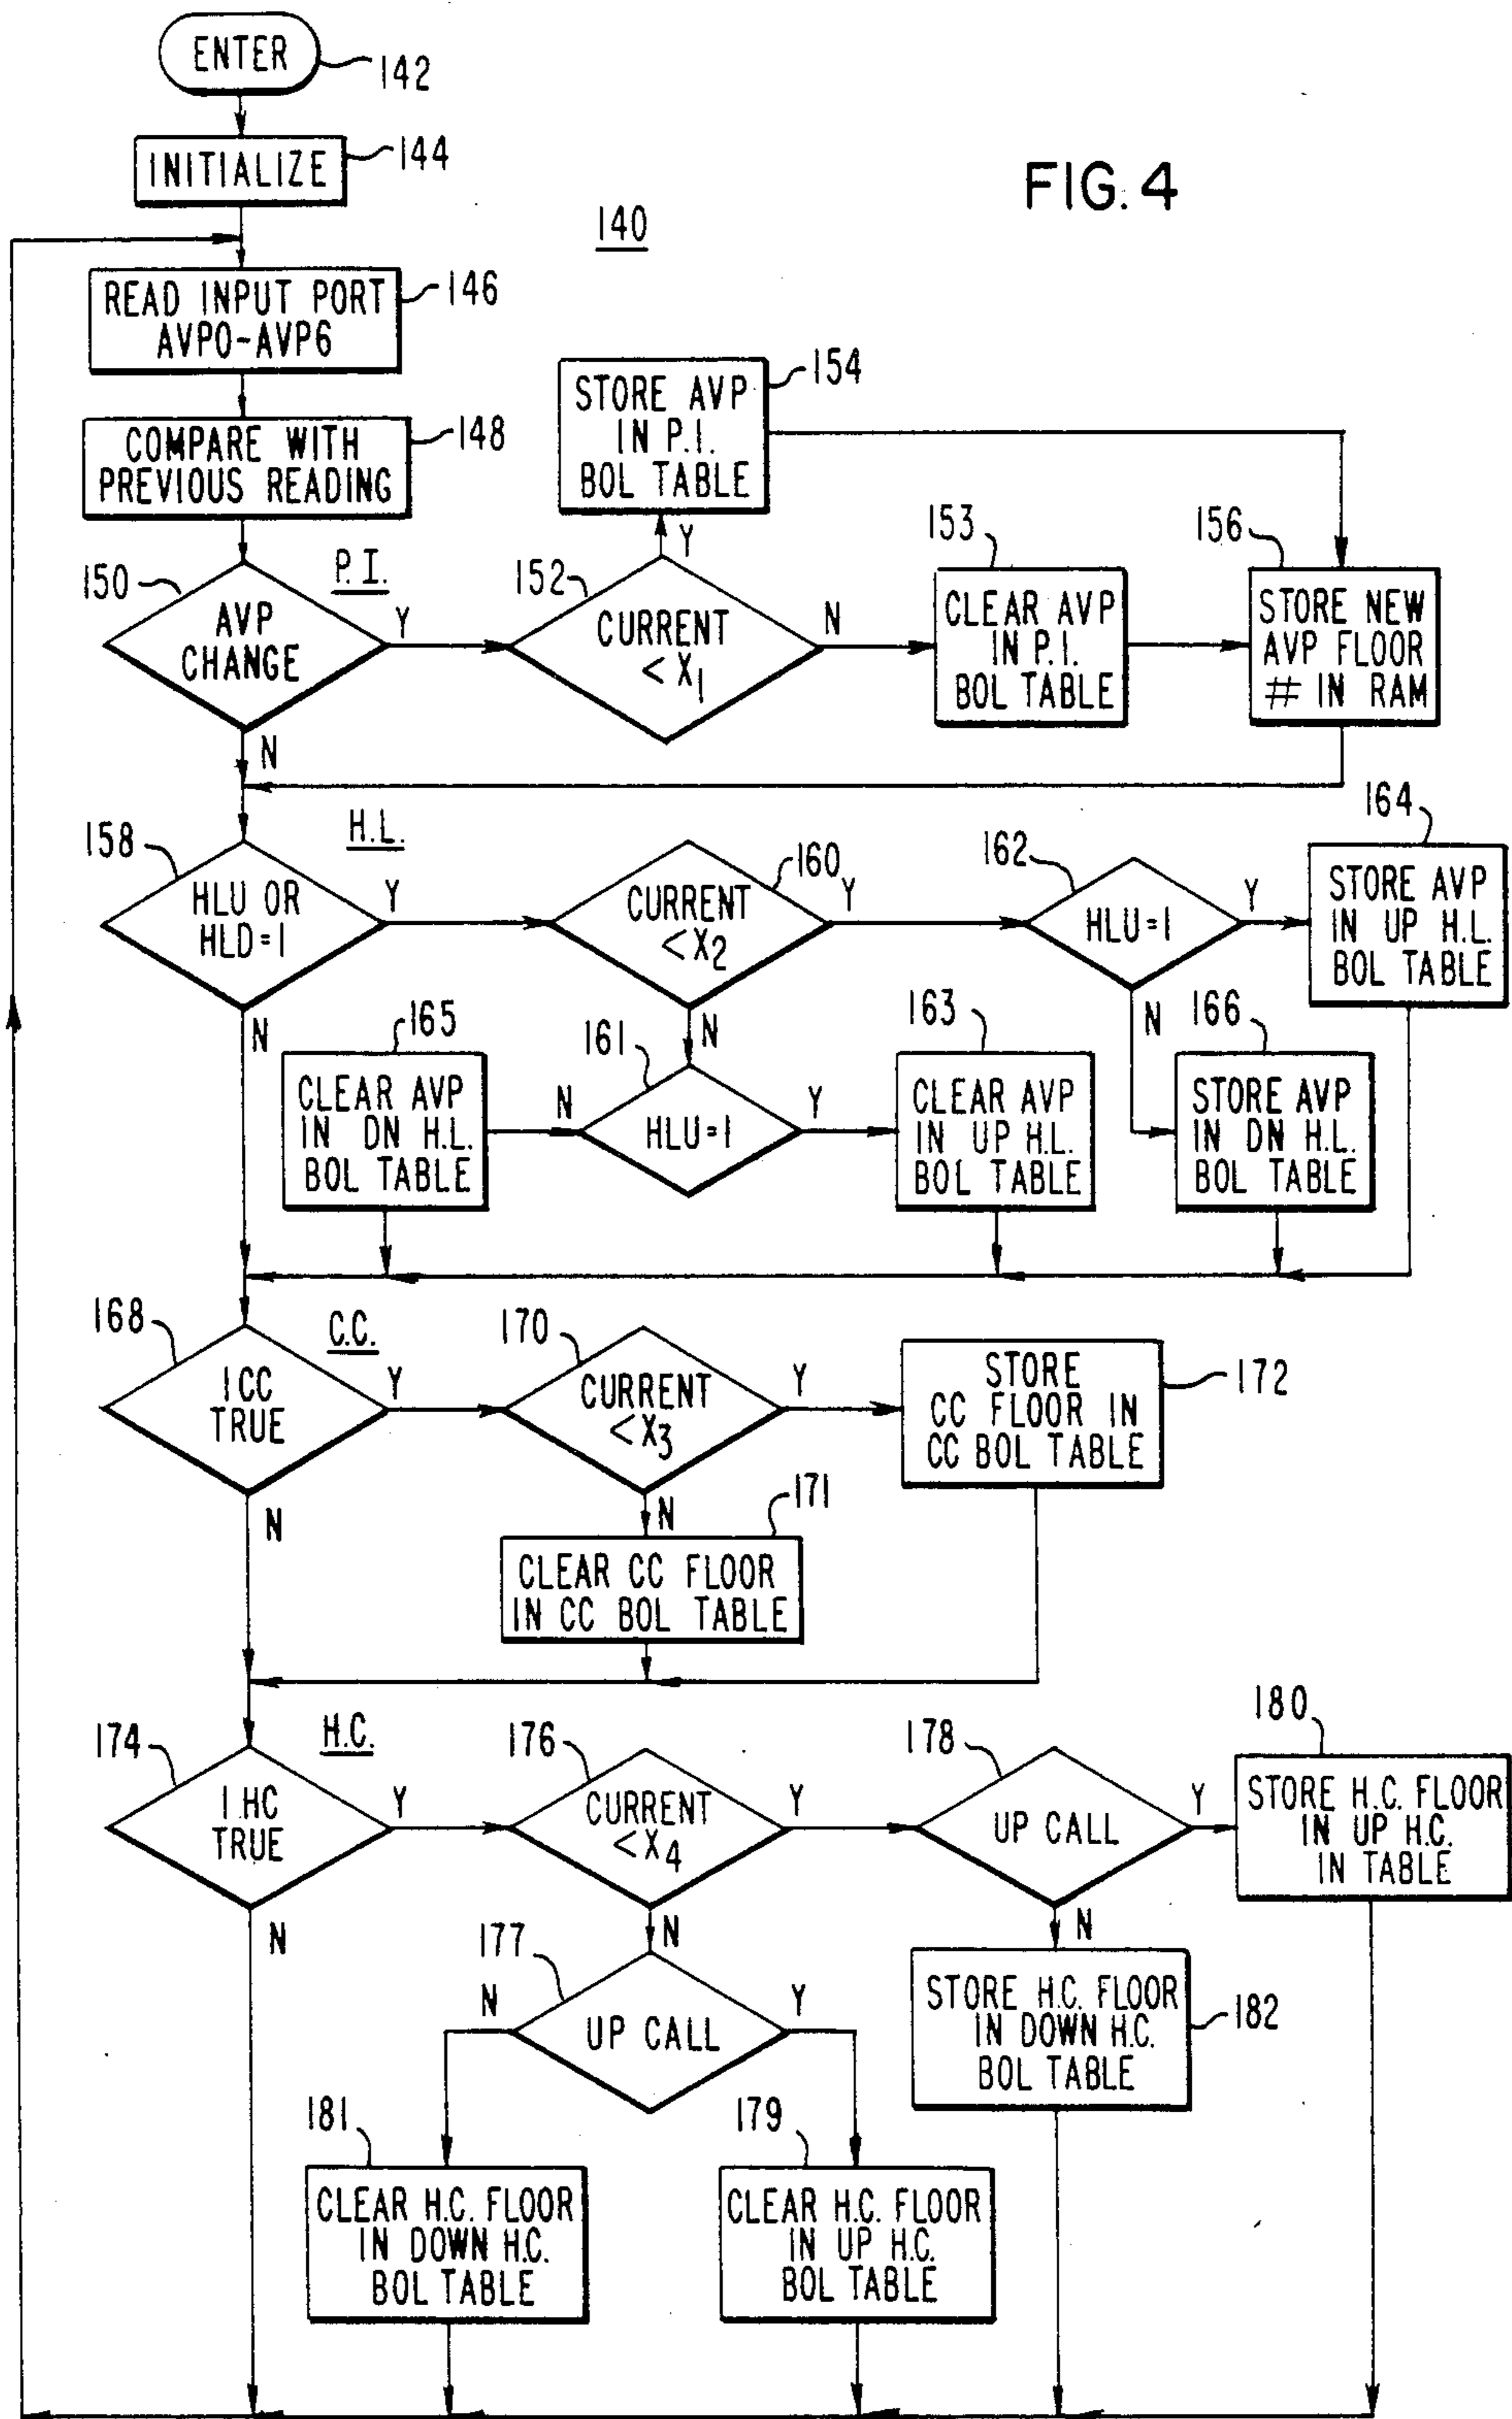 ENTER
142
INITIALIZE
144
FIG. 4
140
READ INPUT PORT
AVP0-AVP6
146
COMPARE WITH
PREVIOUS READING
148
STORE AVP
IN P.I.
BOL TABLE
154
150
P.I.
AVP
CHANGE
Y
N
152
CURRENT
< X1
Y
N
153
CLEAR AVP
IN P.I.
BOL TABLE
156
STORE NEW
AVP FLOOR
# IN RAM
158
H.L.
HLU OR
HLD=1
Y
N
160
CURRENT
<X2
Y
N
162
HLU=1
Y
N
164
STORE AVP
IN UP H.L.
BOL TABLE
165
CLEAR AVP
IN DN H.L.
BOL TABLE
161
N
HLU=1
Y
163
CLEAR AVP
IN UP H.L.
BOL TABLE
166
STORE AVP
IN DN H.L.
BOL TABLE
168
C.C.
1 CC
TRUE
Y
N
170
CURRENT
<X3
Y
N
STORE
CC FLOOR IN
CC BOL TABLE
172
171
CLEAR CC FLOOR
IN CC BOL TABLE
174
H.C.
1 HC
TRUE
Y
N
176
CURRENT
<X4
Y
N
178
UP CALL
Y
N
180
STORE H.C. FLOOR
IN UP H.C.
IN TABLE
177
N
UP CALL
Y
STORE H.C. FLOOR
IN DOWN H.C.
BOL TABLE
182
181
CLEAR H.C. FLOOR
IN DOWN H.C.
BOL TABLE
179
CLEAR H.C. FLOOR
IN UP H.C.
BOL TABLE